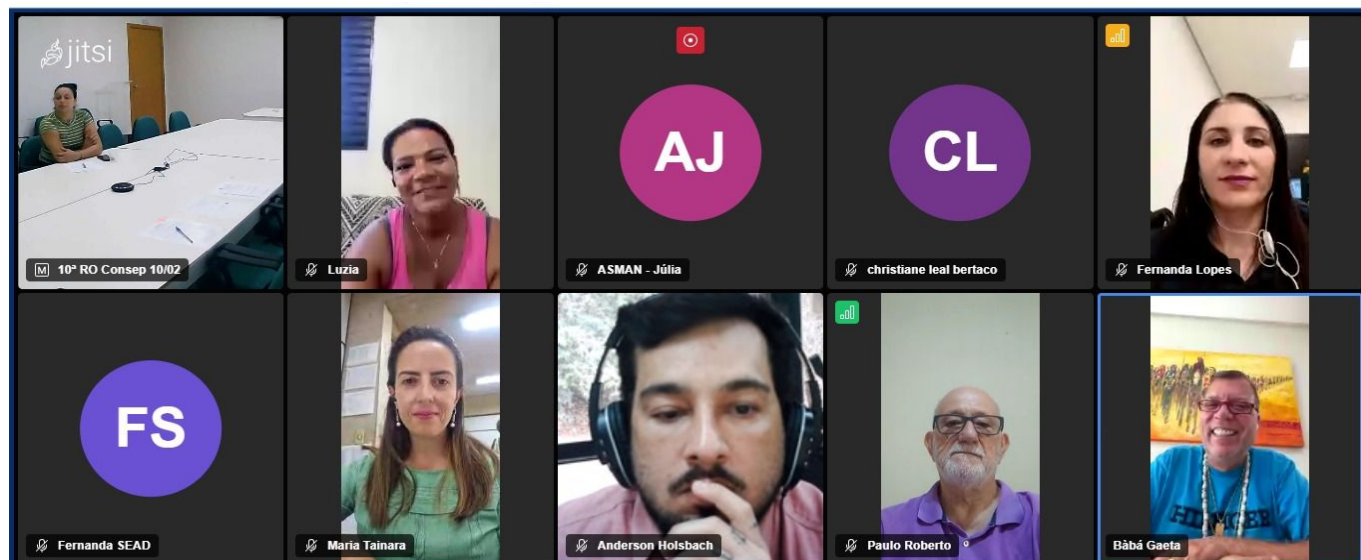 jitsi
M 10ª RO Consep 10/02
Luzia
AJ
ASMAN - Júlia
CL
christiane leal bertaco
Fernanda Lopes
FS
Fernanda SEAD
Maria Tainara
Anderson Holsbach
Paulo Roberto
Bàbá Gaeta